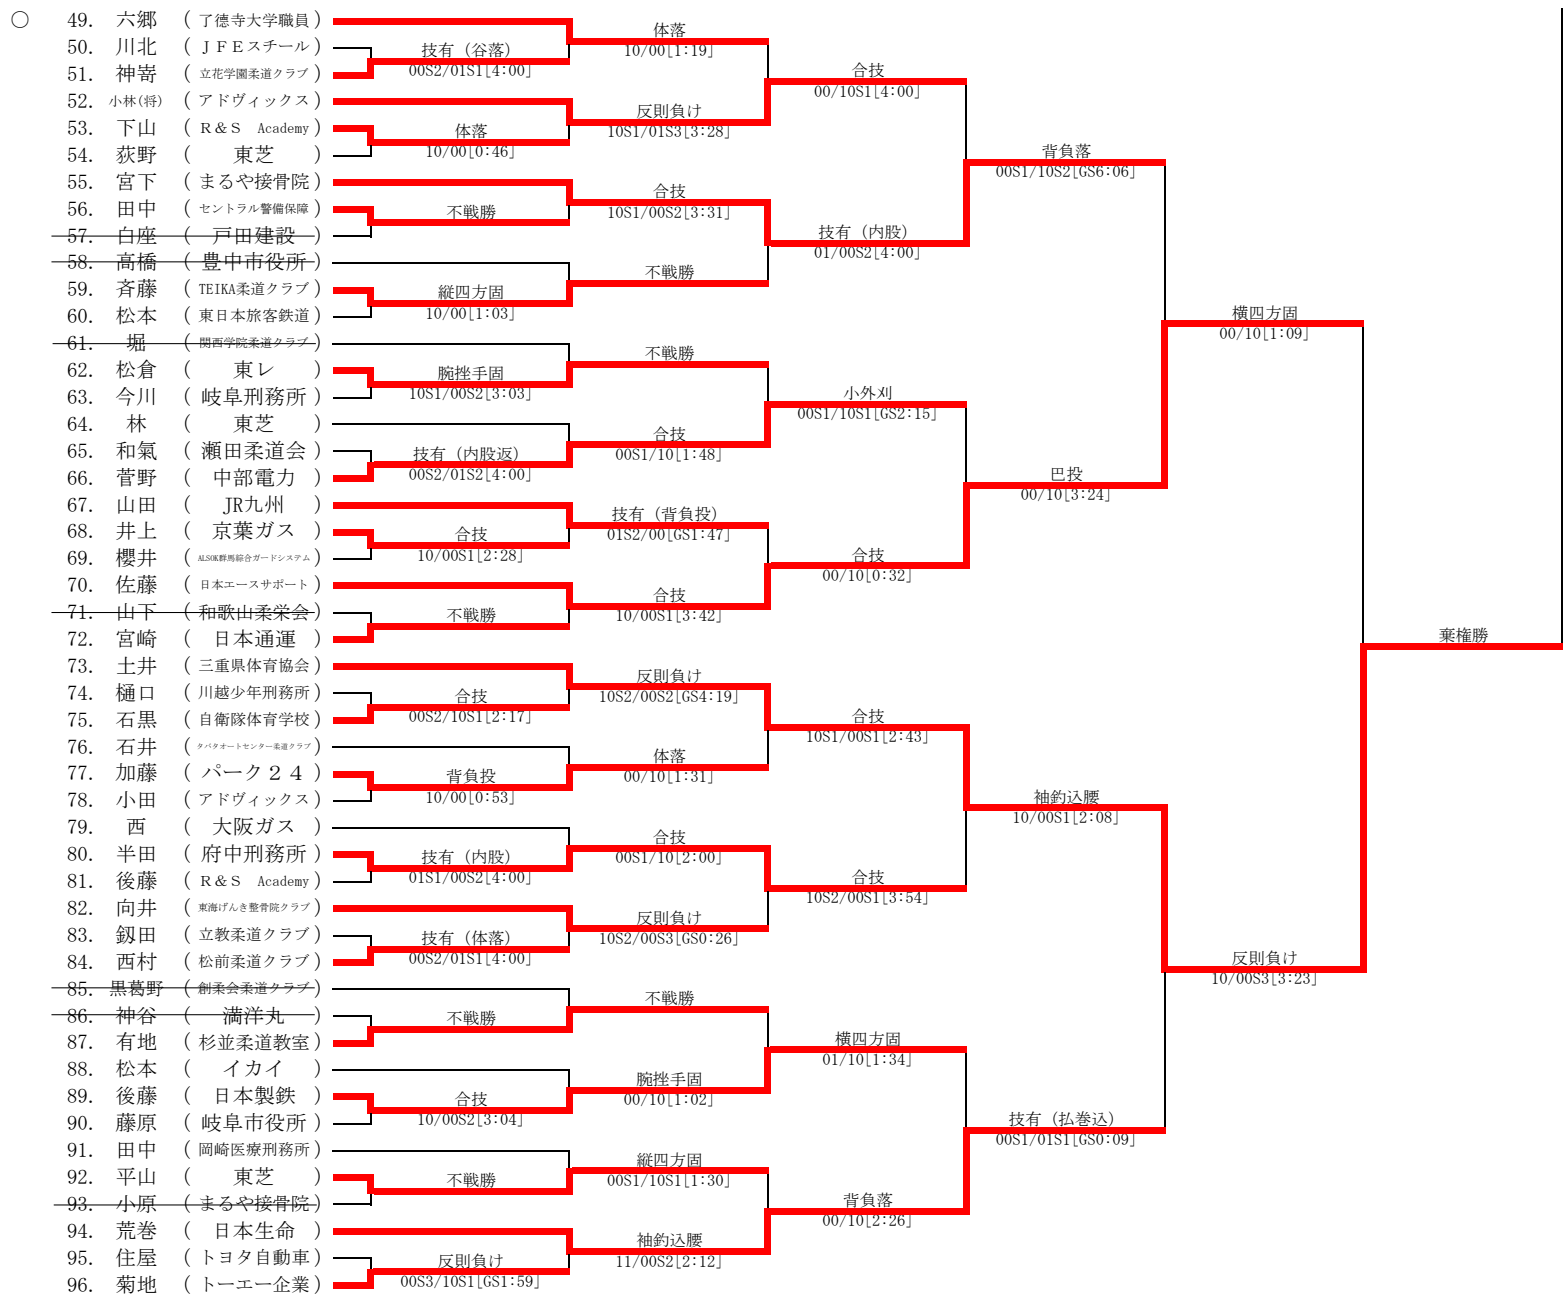 ○ 49. 六郷 ( 了德寺大学職員 )
50. 川北 ( ＪＦＥスチール )
51. 神嵜 ( 立花学園柔道クラブ )
52. 小林(将) ( アドヴィックス )
53. 下山 ( Ｒ＆Ｓ Academy )
54. 荻野 ( 東芝 )
55. 宮下 ( まるや接骨院 )
56. 田中 ( セントラル警備保障 )
57. 白座 ( 戸田建設 )
58. 高橋 ( 豊中市役所 )
59. 斉藤 ( TEIKA柔道クラブ )
60. 松本 ( 東日本旅客鉄道 )
61. 堀 ( 関西学院柔道クラブ )
62. 松倉 ( 東レ )
63. 今川 ( 岐阜刑務所 )
64. 林 ( 東芝 )
65. 和氣 ( 瀬田柔道会 )
66. 菅野 ( 中部電力 )
67. 山田 ( JR九州 )
68. 井上 ( 京葉ガス )
69. 櫻井 ( ALSOK群馬綜合ガードシステム )
70. 佐藤 ( 日本エースサポート )
71. 山下 ( 和歌山柔栄会 )
72. 宮崎 ( 日本通運 )
73. 土井 ( 三重県体育協会 )
74. 樋口 ( 川越少年刑務所 )
75. 石黒 ( 自衛隊体育学校 )
76. 石井 ( タバタオートセンター柔道クラブ )
77. 加藤 ( パーク２４ )
78. 小田 ( アドヴィックス )
79. 西 ( 大阪ガス )
80. 半田 ( 府中刑務所 )
81. 後藤 ( Ｒ＆Ｓ Academy )
82. 向井 ( 東海げんき整骨院クラブ )
83. 釼田 ( 立教柔道クラブ )
84. 西村 ( 松前柔道クラブ )
85. 黒葛野 ( 創柔会柔道クラブ )
86. 神谷 ( 満洋丸 )
87. 有地 ( 杉並柔道教室 )
88. 松本 ( イカイ )
89. 後藤 ( 日本製鉄 )
90. 藤原 ( 岐阜市役所 )
91. 田中 ( 岡崎医療刑務所 )
92. 平山 ( 東芝 )
93. 小原 ( まるや接骨院 )
94. 荒巻 ( 日本生命 )
95. 住屋 ( トヨタ自動車 )
96. 菊地 ( トーエー企業 )
技有（谷落）
00S2/01S1[4:00]
体落
10/00[0:46]
不戦勝
縦四方固
10/00[1:03]
腕挫手固
10S1/00S2[3:03]
技有（内股返）
00S2/01S2[4:00]
合技
10/00S1[2:28]
不戦勝
合技
00S2/10S1[2:17]
背負投
10/00[0:53]
技有（内股）
01S1/00S2[4:00]
技有（体落）
00S2/01S1[4:00]
不戦勝
合技
10/00S2[3:04]
不戦勝
反則負け
00S3/10S1[GS1:59]
体落
10/00[1:19]
反則負け
10S1/01S3[3:28]
合技
10S1/00S2[3:31]
不戦勝
不戦勝
合技
00S1/10[1:48]
技有（背負投）
01S2/00[GS1:47]
合技
10/00S1[3:42]
反則負け
10S2/00S2[GS4:19]
体落
00/10[1:31]
合技
00S1/10[2:00]
反則負け
10S2/00S3[GS0:26]
不戦勝
腕挫手固
00/10[1:02]
縦四方固
00S1/10S1[1:30]
袖釣込腰
11/00S2[2:12]
合技
00/10S1[4:00]
技有（内股）
01/00S2[4:00]
小外刈
00S1/10S1[GS2:15]
合技
00/10[0:32]
合技
10S1/00S1[2:43]
合技
10S2/00S1[3:54]
横四方固
01/10[1:34]
背負落
00/10[2:26]
背負落
00S1/10S2[GS6:06]
巴投
00/10[3:24]
袖釣込腰
10/00S1[2:08]
技有（払巻込）
00S1/01S1[GS0:09]
横四方固
00/10[1:09]
反則負け
10/00S3[3:23]
棄権勝